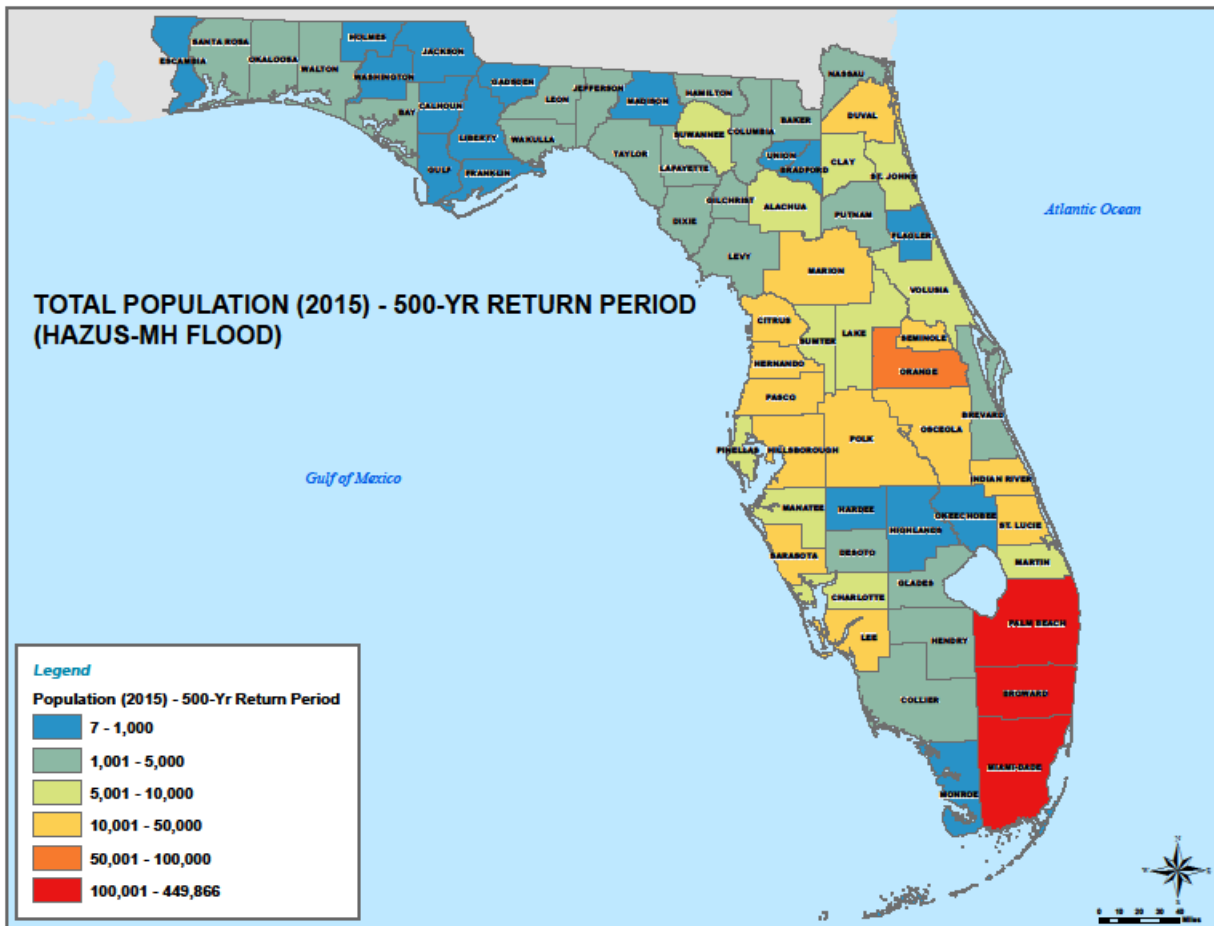 HOLMES
SANTA ROSA
JACKSON
ESCAMBIA
OKALOOSA
WALTON
WASHINGTON
GADSDEN
NASSAU
BAY
CALHOUN
LEON
JEFFERSON
MADISON
HAMILTON
DUVAL
LIBERTY
WAKULLA
SUWANNEE
COLUMBIA
BAKER
TAYLOR
LAFAYETTE
UNION
BRADFORD
CLAY
ST. JOHNS
GULF
FRANKLIN
GILCHRIST
ALACHUA
PUTNAM
DIXIE
FLAGLER
Atlantic Ocean
LEVY
MARION
VOLUSIA
TOTAL POPULATION (2015) - 500-YR RETURN PERIOD
(HAZUS-MH FLOOD)
CITRUS
SUMTER
LAKE
SEMINOLE
HERNANDO
ORANGE
PASCO
BREVARD
OSCEOLA
POLK
PINELLAS
HILLSBOROUGH
Gulf of Mexico
INDIAN RIVER
MANATEE
HARDEE
HIGHLANDS
OKEECHOBEE
ST. LUCIE
SARASOTA
DESOTO
MARTIN
CHARLOTTE
GLADES
PALM BEACH
LEE
HENDRY
COLLIER
BROWARD
MIAMI-DADE
MONROE
Legend
Population (2015) - 500-Yr Return Period
7 - 1,000
1,001 - 5,000
5,001 - 10,000
10,001 - 50,000
50,001 - 100,000
100,001 - 449,866
N
W
E
S
0 10 20 30 40
Miles